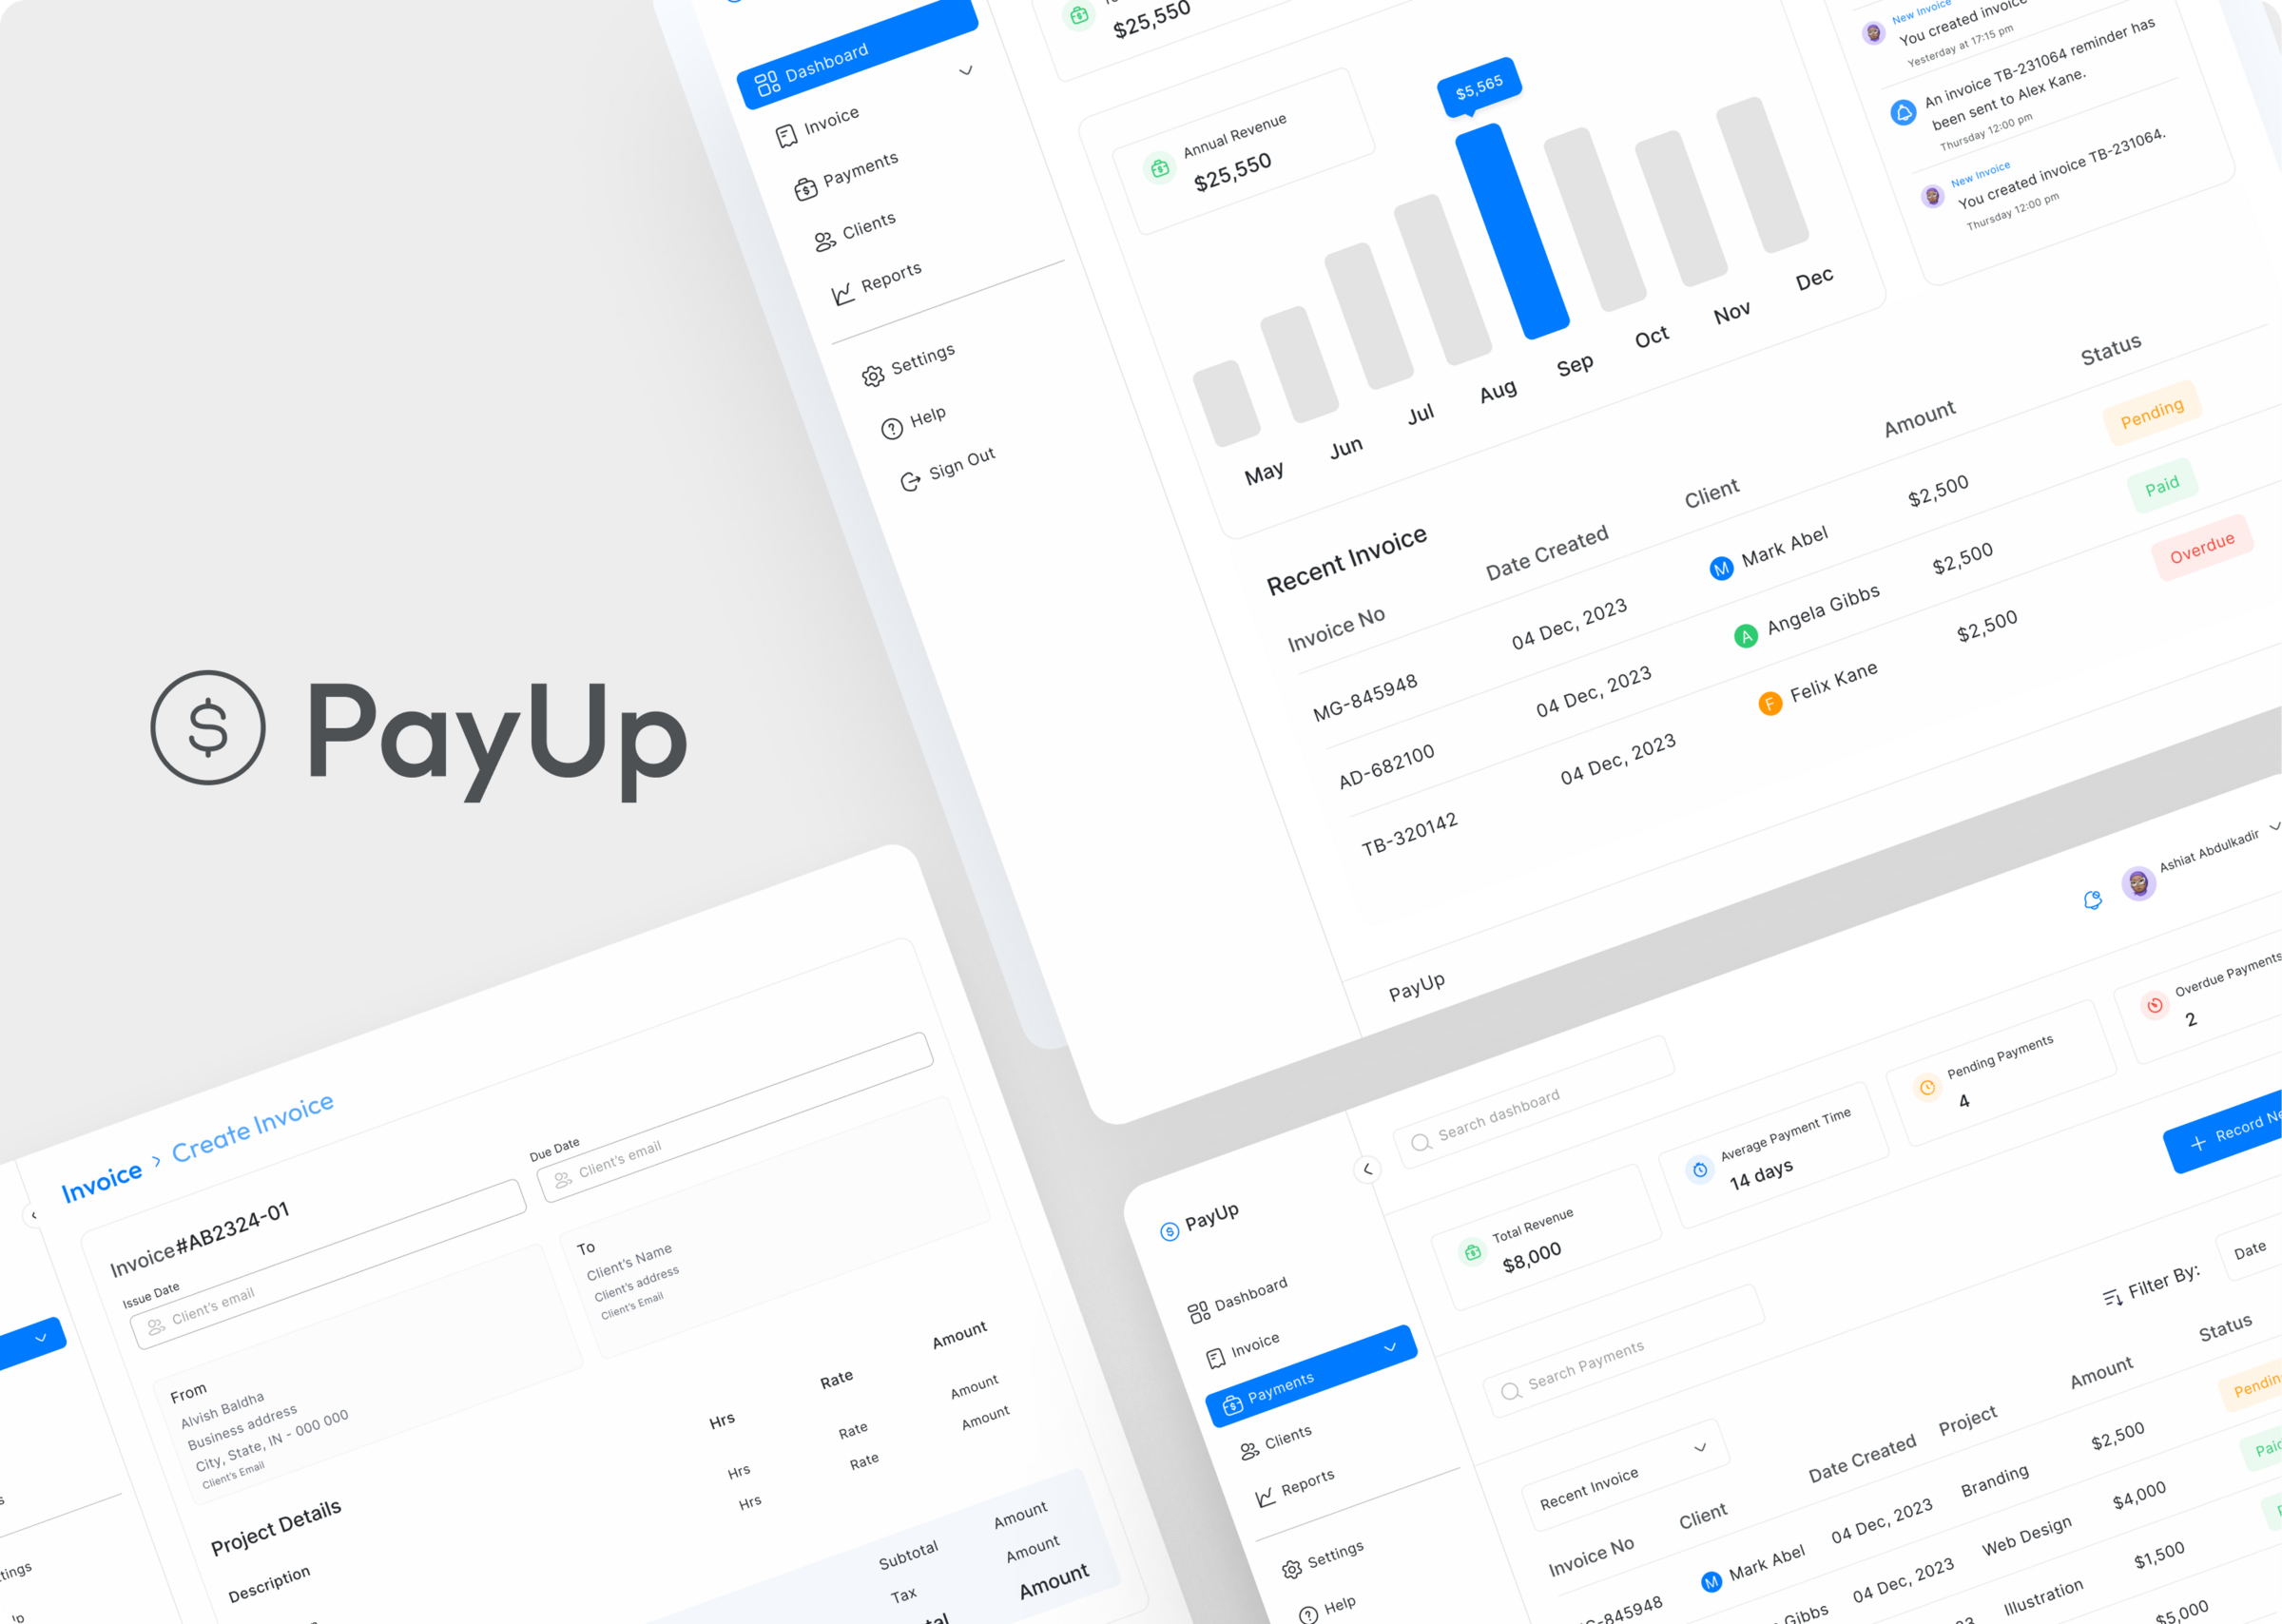 PayUp
Dashboard
Invoice
Payments
Clients
Reports
Settings
Help
Sign Out
$25,550
Annual Revenue
$25,550
$5,565
May
Jun
Jul
Aug
Sep
Oct
Nov
Dec
New Invoice
You created invoice
Yesterday at 17:15 pm
An invoice TB-231064 reminder has
been sent to Alex Kane.
Thursday 12:00 pm
New Invoice
You created invoice TB-231064.
Thursday 12:00 pm
Recent Invoice
Invoice No Date Created Client Amount Status
MG-845948 04 Dec, 2023 M Mark Abel $2,500 Pending
AD-682100 04 Dec, 2023 A Angela Gibbs $2,500 Paid
TB-320142 04 Dec, 2023 F Felix Kane $2,500 Overdue
PayUp
Invoice > Create Invoice
Invoice#AB2324-01
Issue Date
Client's email
Due Date
Client's email
From
Alvish Baldha
Business address
City, State, IN - 000 000
Client's Email
To
Client's Name
Client's address
Client's Email
Project Details
Description Hrs Rate Amount
Hrs Rate Amount
Hrs Rate Amount
Subtotal Amount
Tax Amount
Amount
PayUp
Dashboard
Invoice
Payments
Clients
Reports
Settings
Help
Search dashboard
Ashiat Abdulkadir
Total Revenue
$8,000
Average Payment Time
14 days
Pending Payments
4
Overdue Payments
2
Record
Search Payments
Filter By:
Date
Recent Invoice
Invoice No Client Date Created Project Amount Status
-845948 M Mark Abel 04 Dec, 2023 Branding $2,500
Gibbs 04 Dec, 2023 Web Design $4,000
Illustration $1,500
$5,000